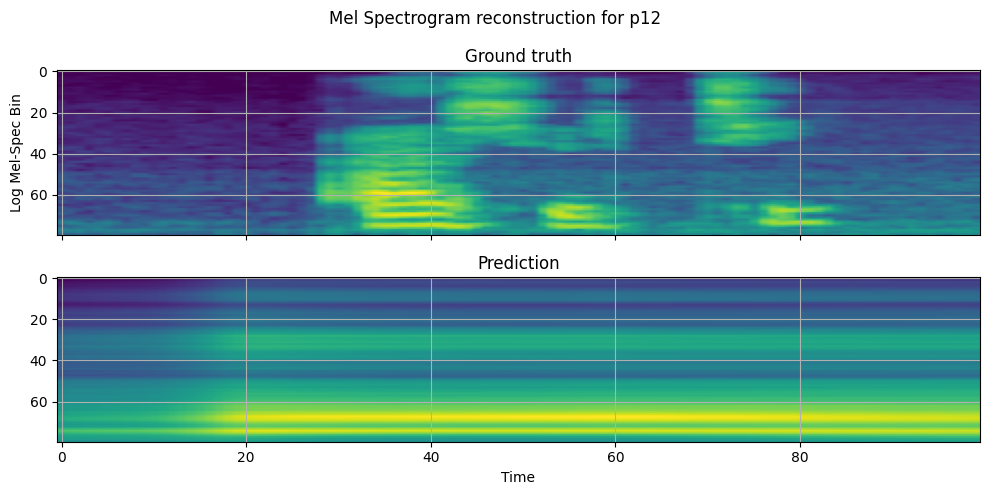 Mel Spectrogram reconstruction for p12
Ground truth
Log Mel-Spec Bin
0
20
40
60
Prediction
0
20
40
60
0 20 40 60 80
Time